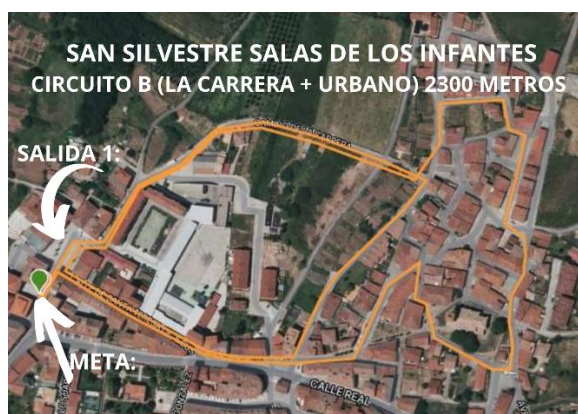 SAN SILVESTRE SALAS DE LOS INFANTES
CIRCUITO B (LA CARRERA + URBANO) 2300 METROS
SALIDA 1:
META:
CALLE REAL